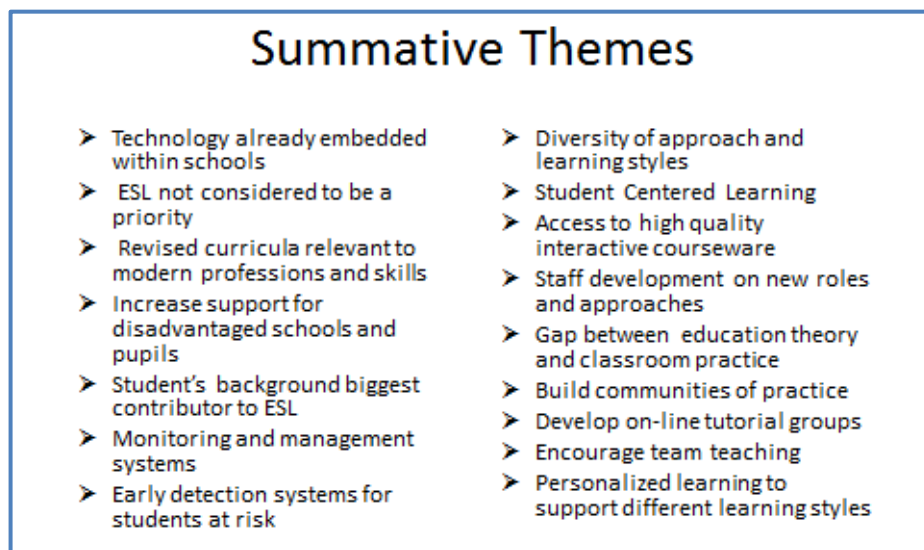 Summative Themes
➤ Technology already embedded
within schools
➤ ESL not considered to be a
priority
➤ Revised curricula relevant to
modern professions and skills
➤ Increase support for
disadvantaged schools and
pupils
➤ Student's background biggest
contributor to ESL
➤ Monitoring and management
systems
➤ Early detection systems for
students at risk
➤ Diversity of approach and
learning styles
➤ Student Centered Learning
➤ Access to high quality
interactive courseware
➤ Staff development on new roles
and approaches
➤ Gap between education theory
and classroom practice
➤ Build communities of practice
➤ Develop on-line tutorial groups
➤ Encourage team teaching
➤ Personalized learning to
support different learning styles